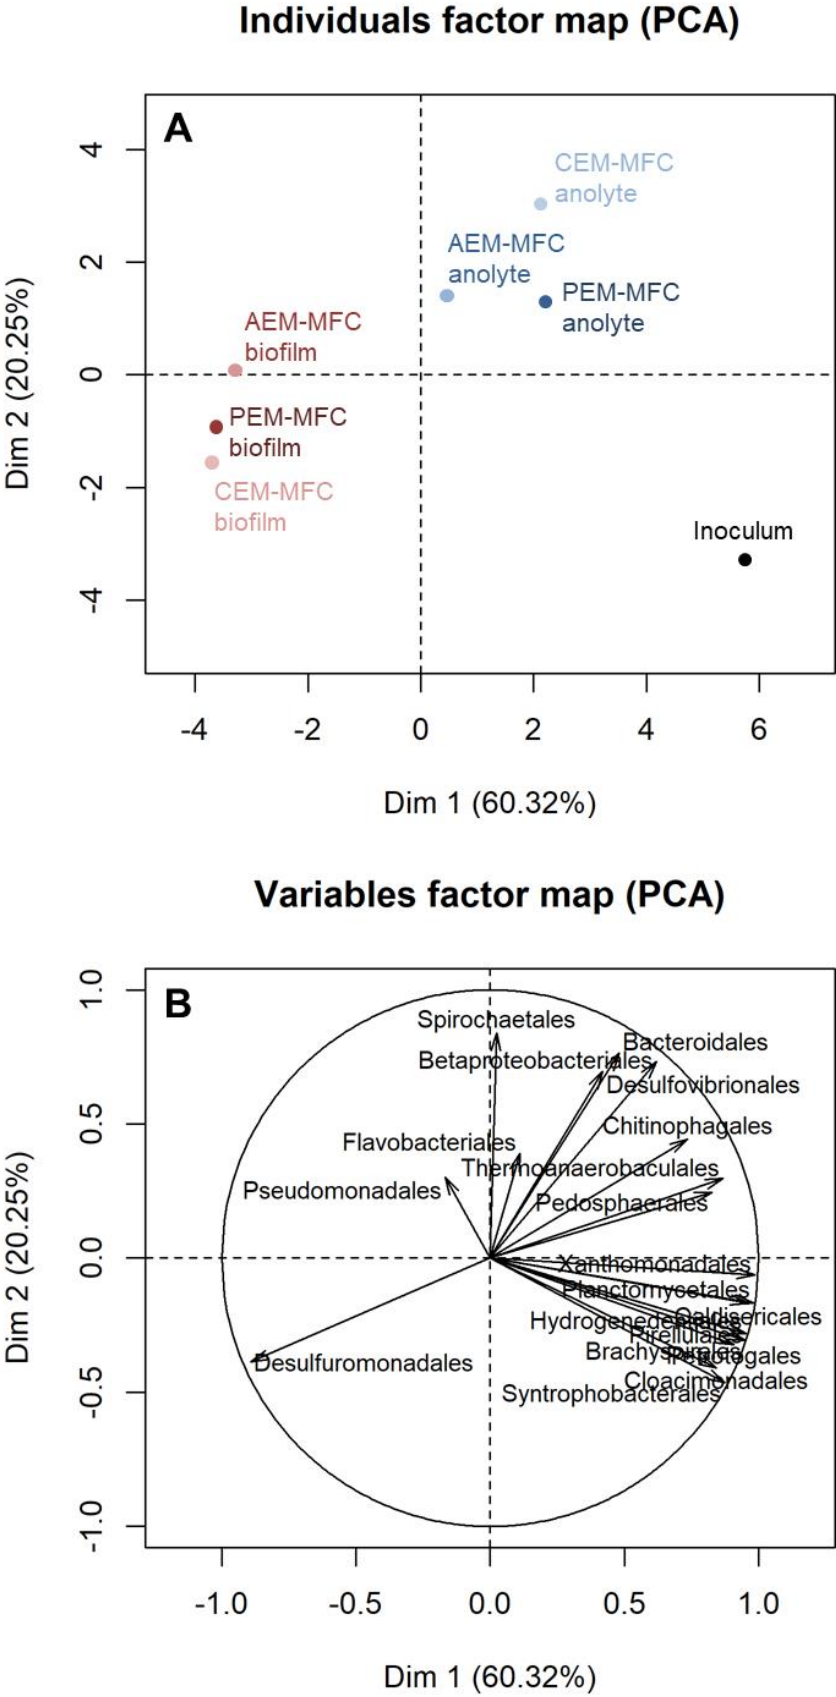 Individuals factor map (PCA)
A
4
2
0
-2
-4
Dim 2 (20.25%)
CEM-MFC
anolyte
AEM-MFC
anolyte
PEM-MFC
anolyte
AEM-MFC
biofilm
PEM-MFC
biofilm
CEM-MFC
biofilm
Inoculum
-4 -2 0 2 4 6
Dim 1 (60.32%)
Variables factor map (PCA)
B
1.0
0.5
0.0
-0.5
-1.0
Dim 2 (20.25%)
Spirochaetales
Bacteroidales
Betaproteobacteriales
Desulfovibrionales
Chitinophagales
Flavobacteriales
Thermoanaerobaculales
Pseudomonadales
Pedosphaerales
Xanthomonadales
Planctomycetales
Caldisericales
Hydrogenedentales
Pirellulales
Brachyspirales
Petrotogales
Desulfuromonadales
Cloacimonadales
Syntrophobacterales
-1.0 -0.5 0.0 0.5 1.0
Dim 1 (60.32%)